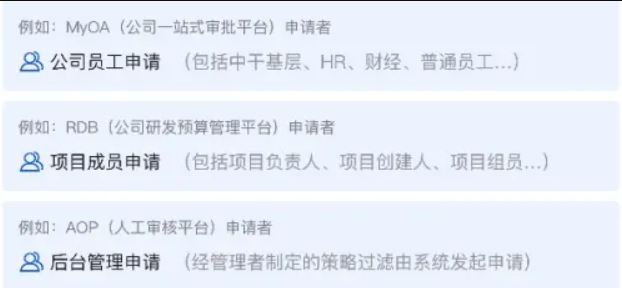 例如：MyOA（公司一站式审批平台）申请者
公司员工申请 （包括中干基层、HR、财经、普通员工...）
例如：RDB（公司研发预算管理平台）申请者
项目成员申请 （包括项目负责人、项目创建人、项目组员...）
例如：AOP（人工审核平台）申请者
后台管理申请 （经管理者制定的策略过滤由系统发起申请）